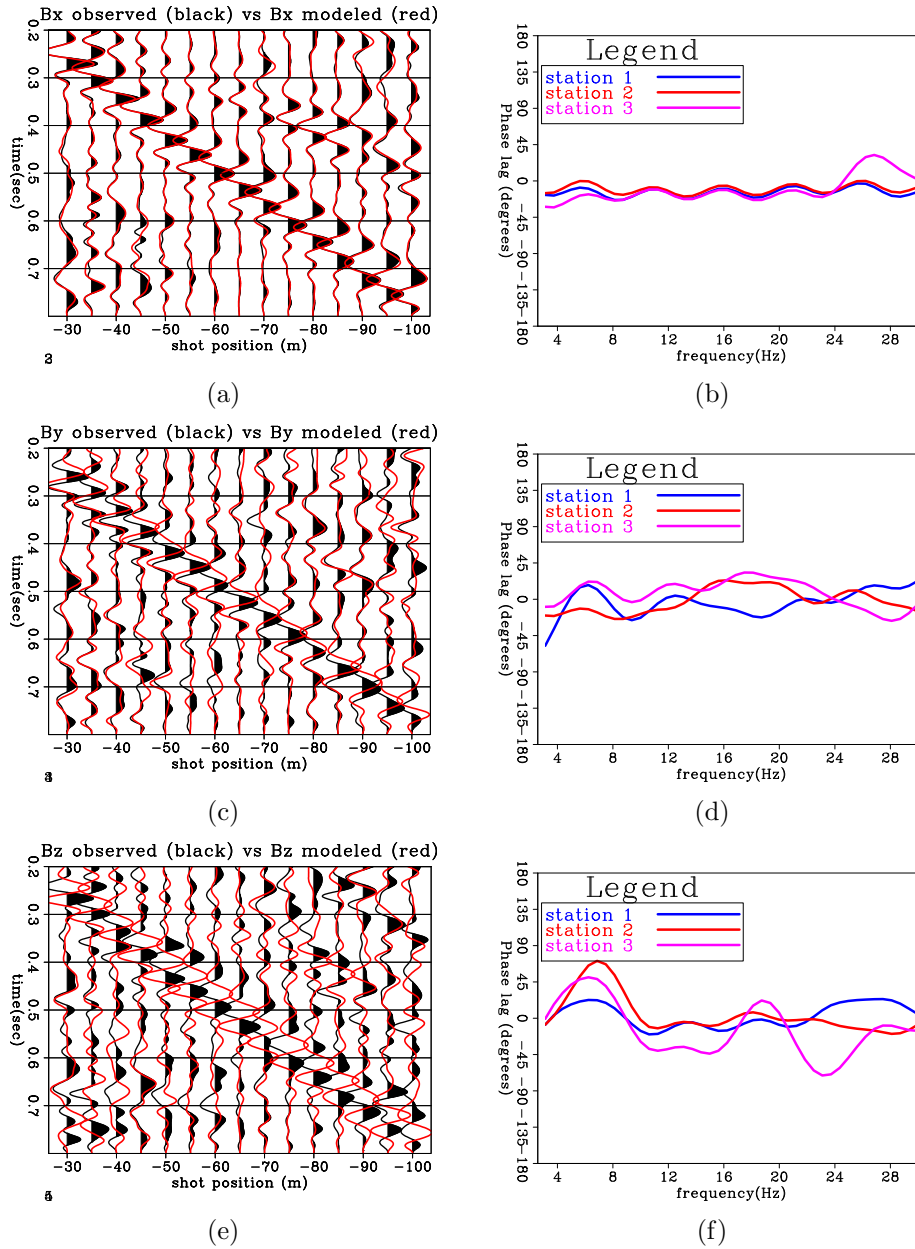 Bx observed (black) vs Bx modeled (red)
0.2
0.3
0.4
0.5
0.6
0.7
time(sec)
−30 −40 −50 −60 −70 −80 −90 −100
shot position (m)
(a)
Legend
station 1
station 2
station 3
180
135
90
45
0
−45
−90
−135
−180
Phase lag (degrees)
4 8 12 16 20 24 28
frequency(Hz)
(b)
By observed (black) vs By modeled (red)
0.2
0.3
0.4
0.5
0.6
0.7
time(sec)
−30 −40 −50 −60 −70 −80 −90 −100
shot position (m)
(c)
Legend
station 1
station 2
station 3
180
135
90
45
0
−45
−90
−135
−180
Phase lag (degrees)
4 8 12 16 20 24 28
frequency(Hz)
(d)
Bz observed (black) vs Bz modeled (red)
0.2
0.3
0.4
0.5
0.6
0.7
time(sec)
−30 −40 −50 −60 −70 −80 −90 −100
shot position (m)
(e)
Legend
station 1
station 2
station 3
180
135
90
45
0
−45
−90
−135
−180
Phase lag (degrees)
4 8 12 16 20 24 28
frequency(Hz)
(f)